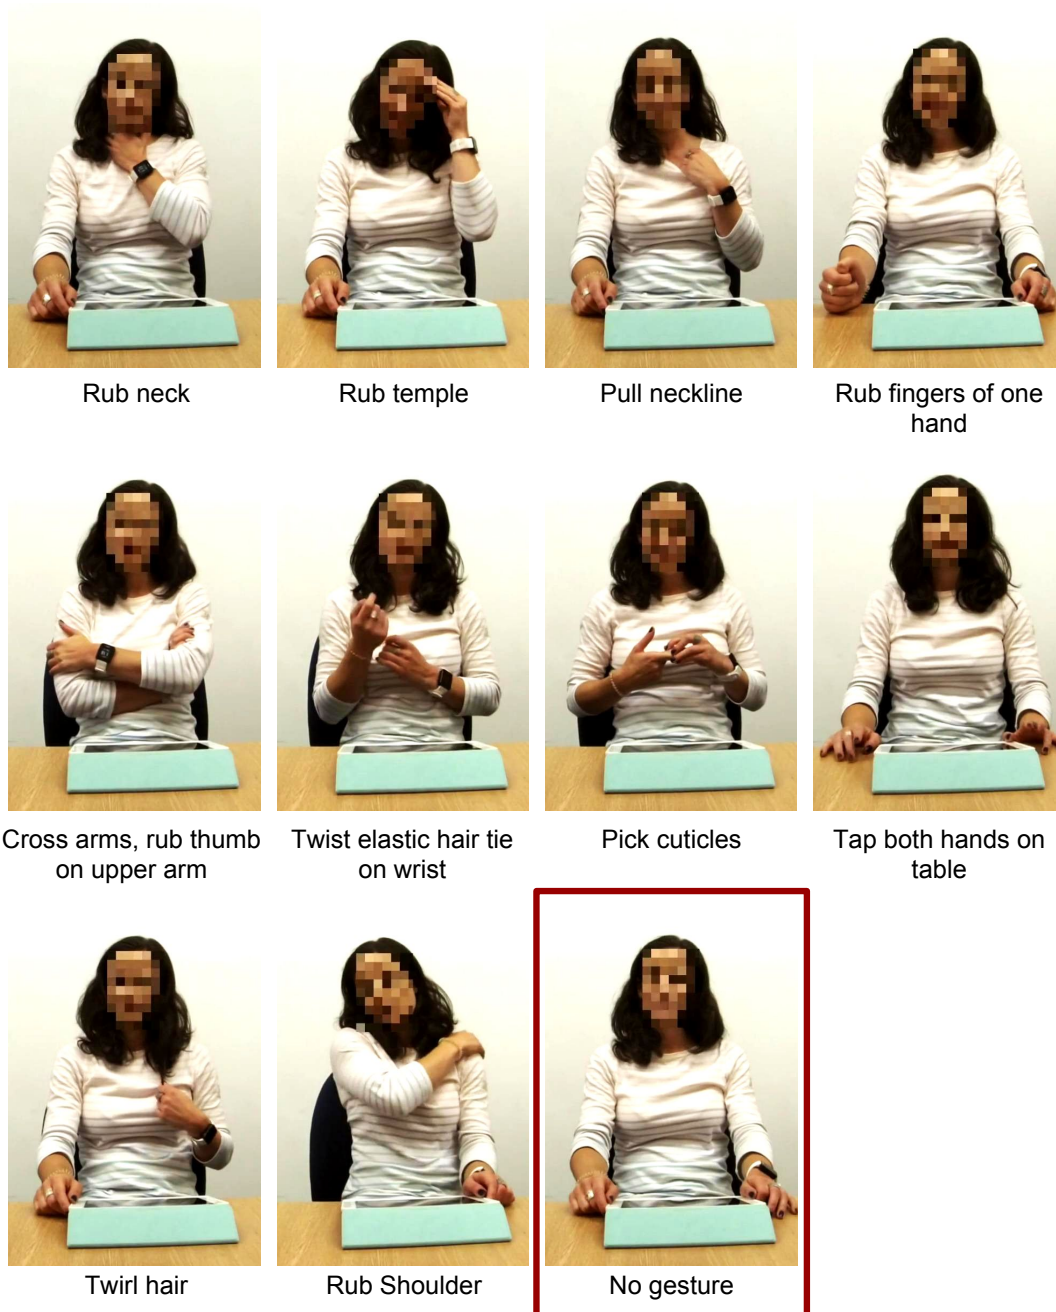 Rub neck
Rub temple
Pull neckline
Rub fingers of one
hand
Cross arms, rub thumb
on upper arm
Twist elastic hair tie
on wrist
Pick cuticles
Tap both hands on
table
Twirl hair
Rub Shoulder
No gesture